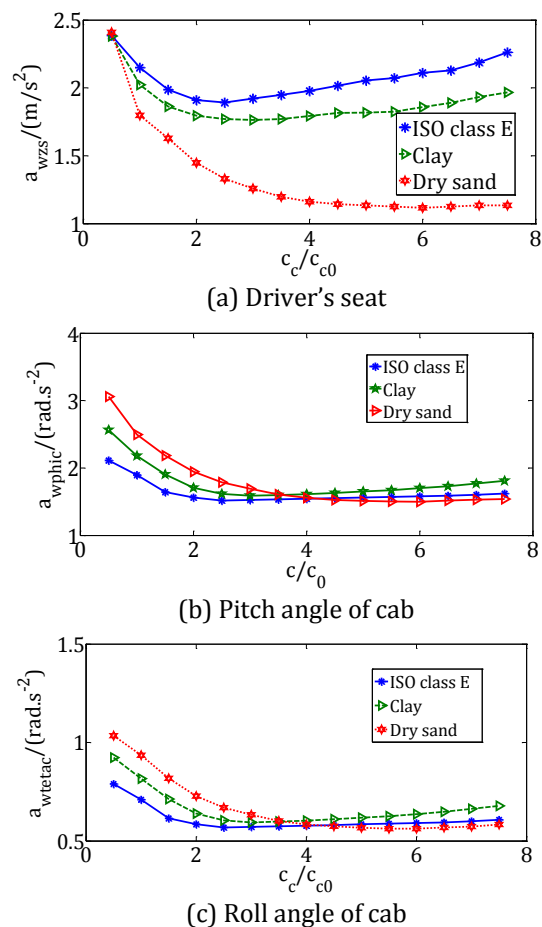 2.5
2
1.5
1
a_wzs/(m/s²)
ISO class E
Clay
Dry sand
0 2 4 6 8
c_c/c_c0
(a) Driver's seat
4
3
2
1
a_wphic/(rad.s⁻²)
ISO class E
Clay
Dry sand
0 2 4 6 8
c/c_0
(b) Pitch angle of cab
1.5
1
0.5
a_wtetac/(rad.s⁻²)
ISO class E
Clay
Dry sand
0 2 4 6 8
c_c/c_c0
(c) Roll angle of cab